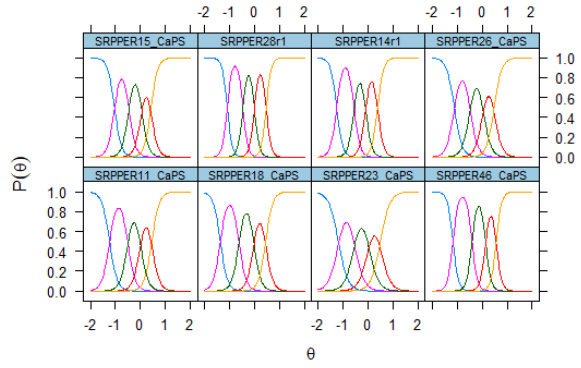 -2 -1 0 1 2 -2 -1 0 1 2
SRPPER15_CaPS SRPPER28r1 SRPPER14r1 SRPPER26_CaPS
1.0
0.8
0.6
0.4
0.2
0.0
P(θ)
SRPPER11_CaPS SRPPER18_CaPS SRPPER23_CaPS SRPPER46_CaPS
1.0
0.8
0.6
0.4
0.2
0.0
-2 -1 0 1 2 -2 -1 0 1 2
θ